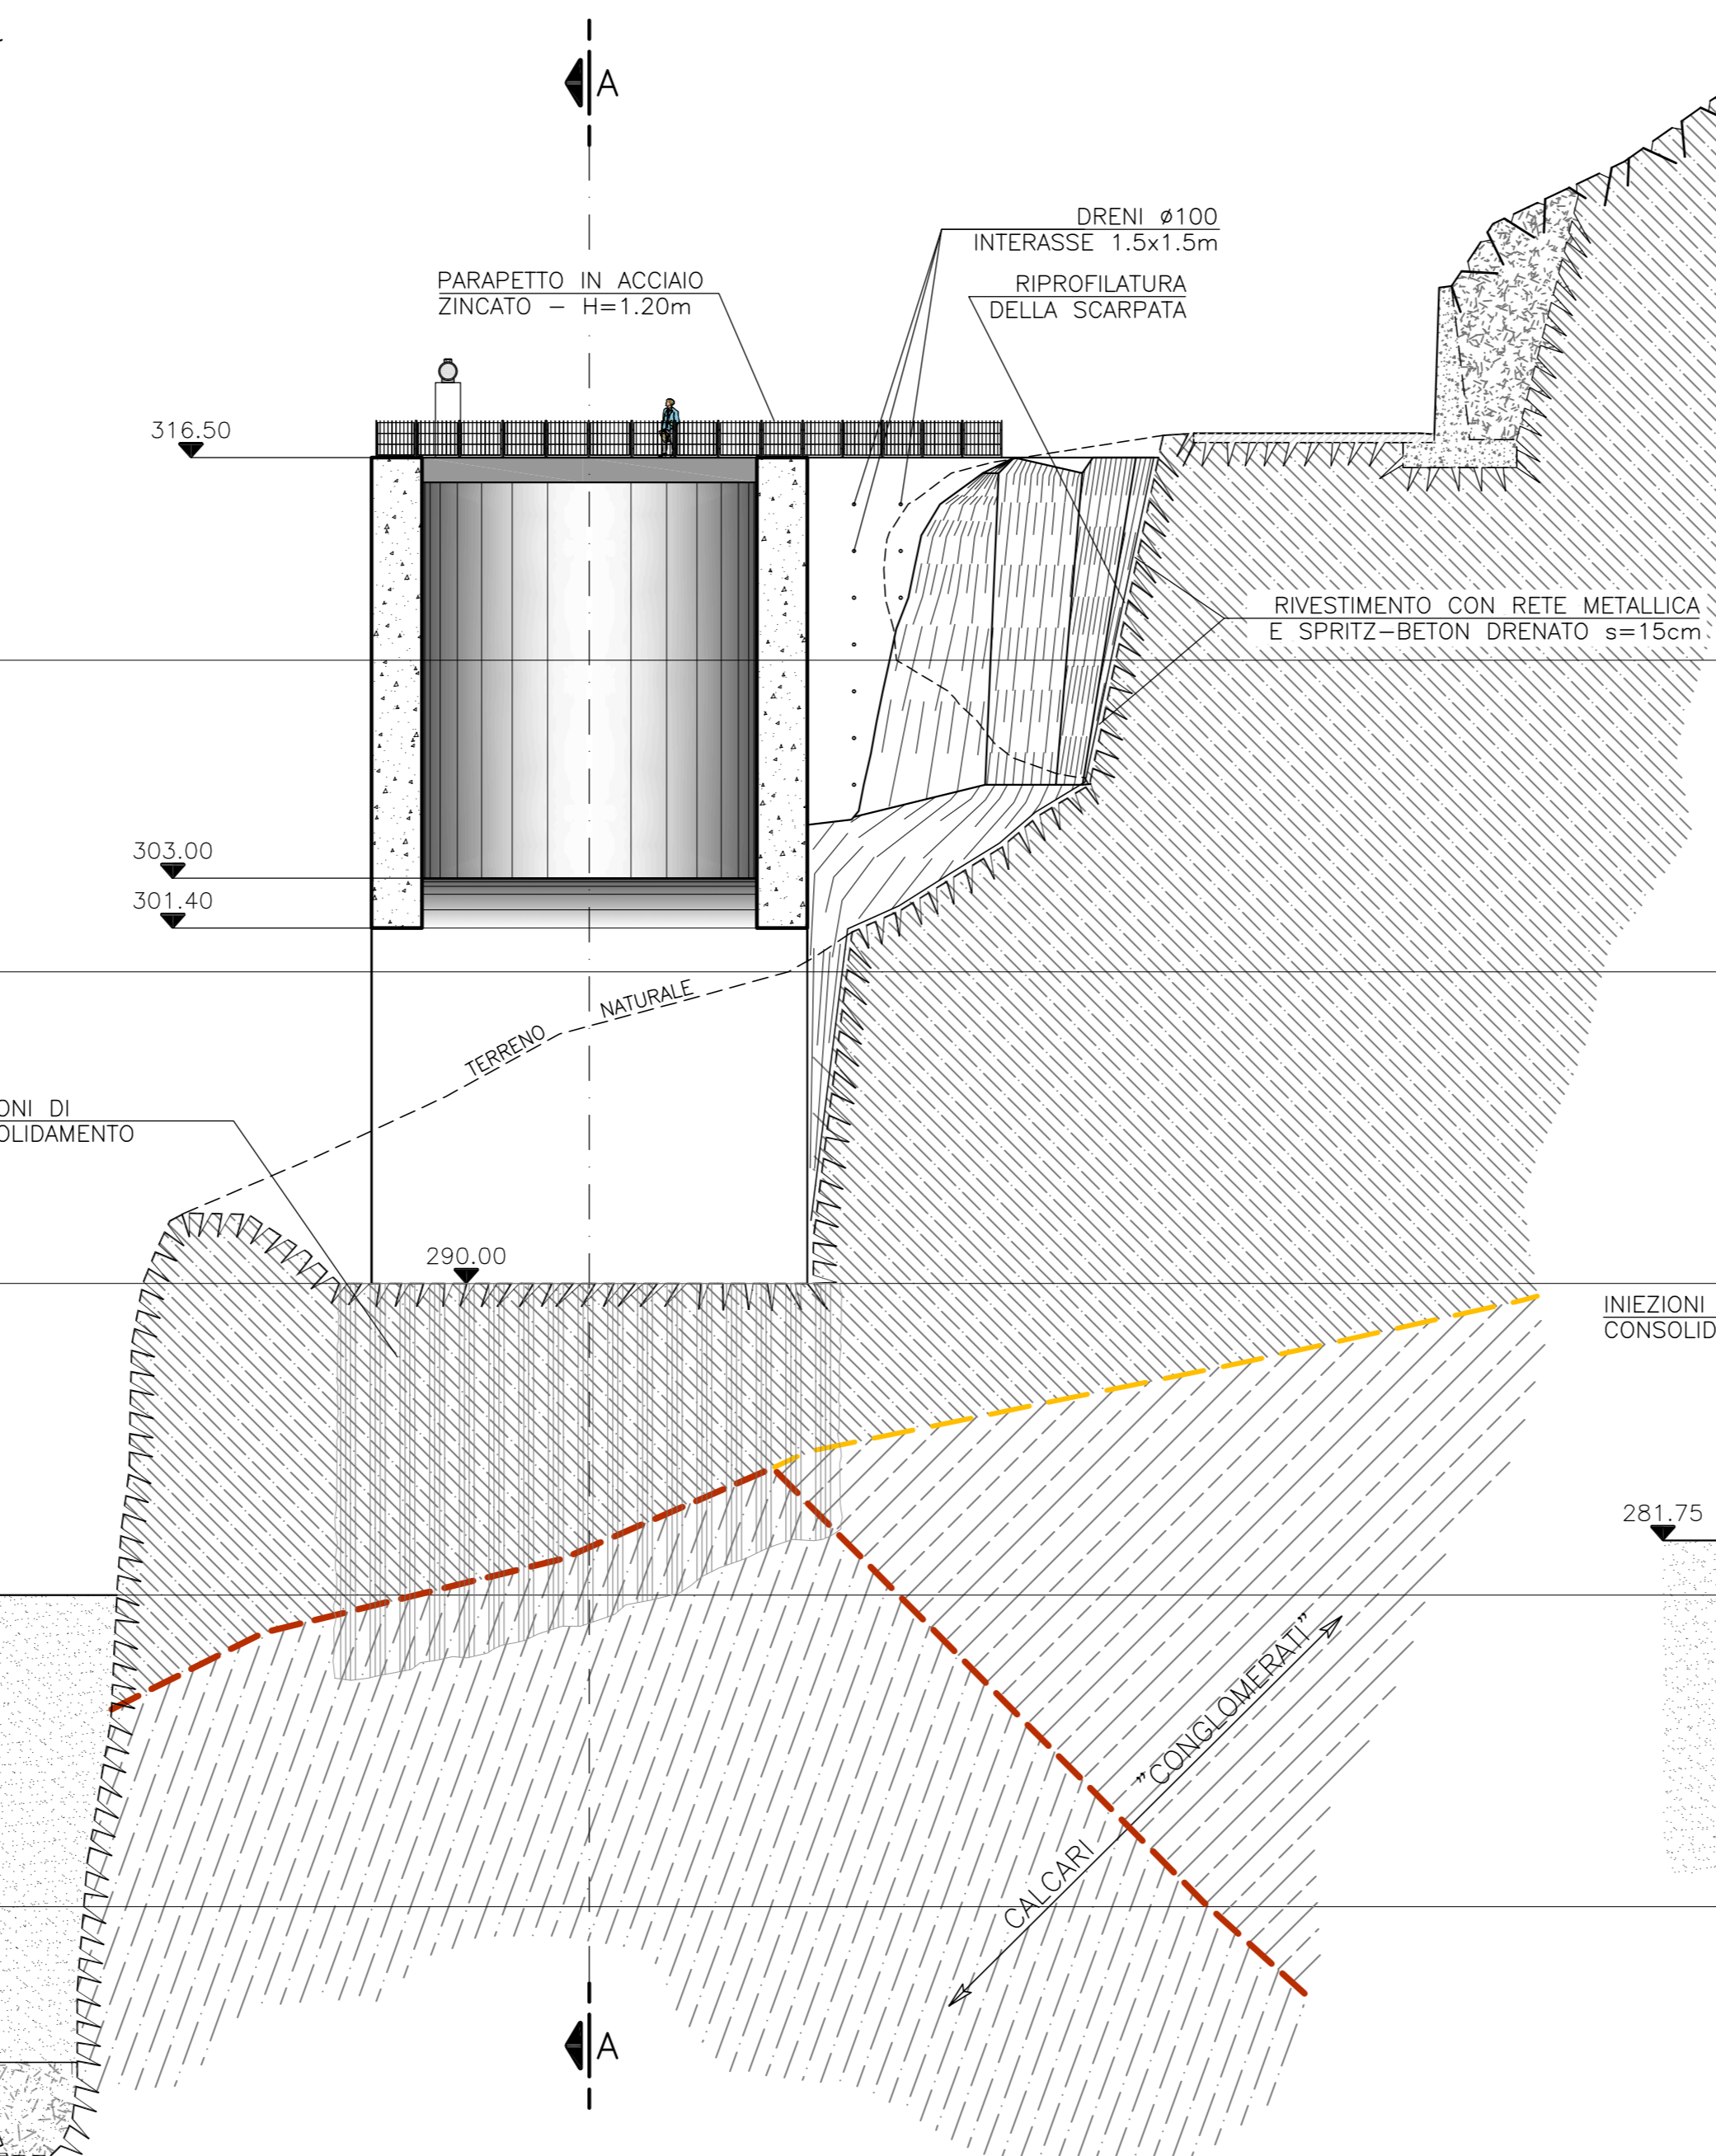 A
DRENI ø100
INTERASSE 1.5x1.5m
PARAPETTO IN ACCIAIO
ZINCATO – H=1.20m
RIPROFILATURA
DELLA SCARPATA
316.50
RIVESTIMENTO CON RETE METALLICA
E SPRITZ–BETON DRENATO s=15cm
303.00
301.40
TERRENO NATURALE
ONI DI
OLIDAMENTO
290.00
INIEZIONI
CONSOLID
281.75
"CONGLOMERATI"
CALCARI
A